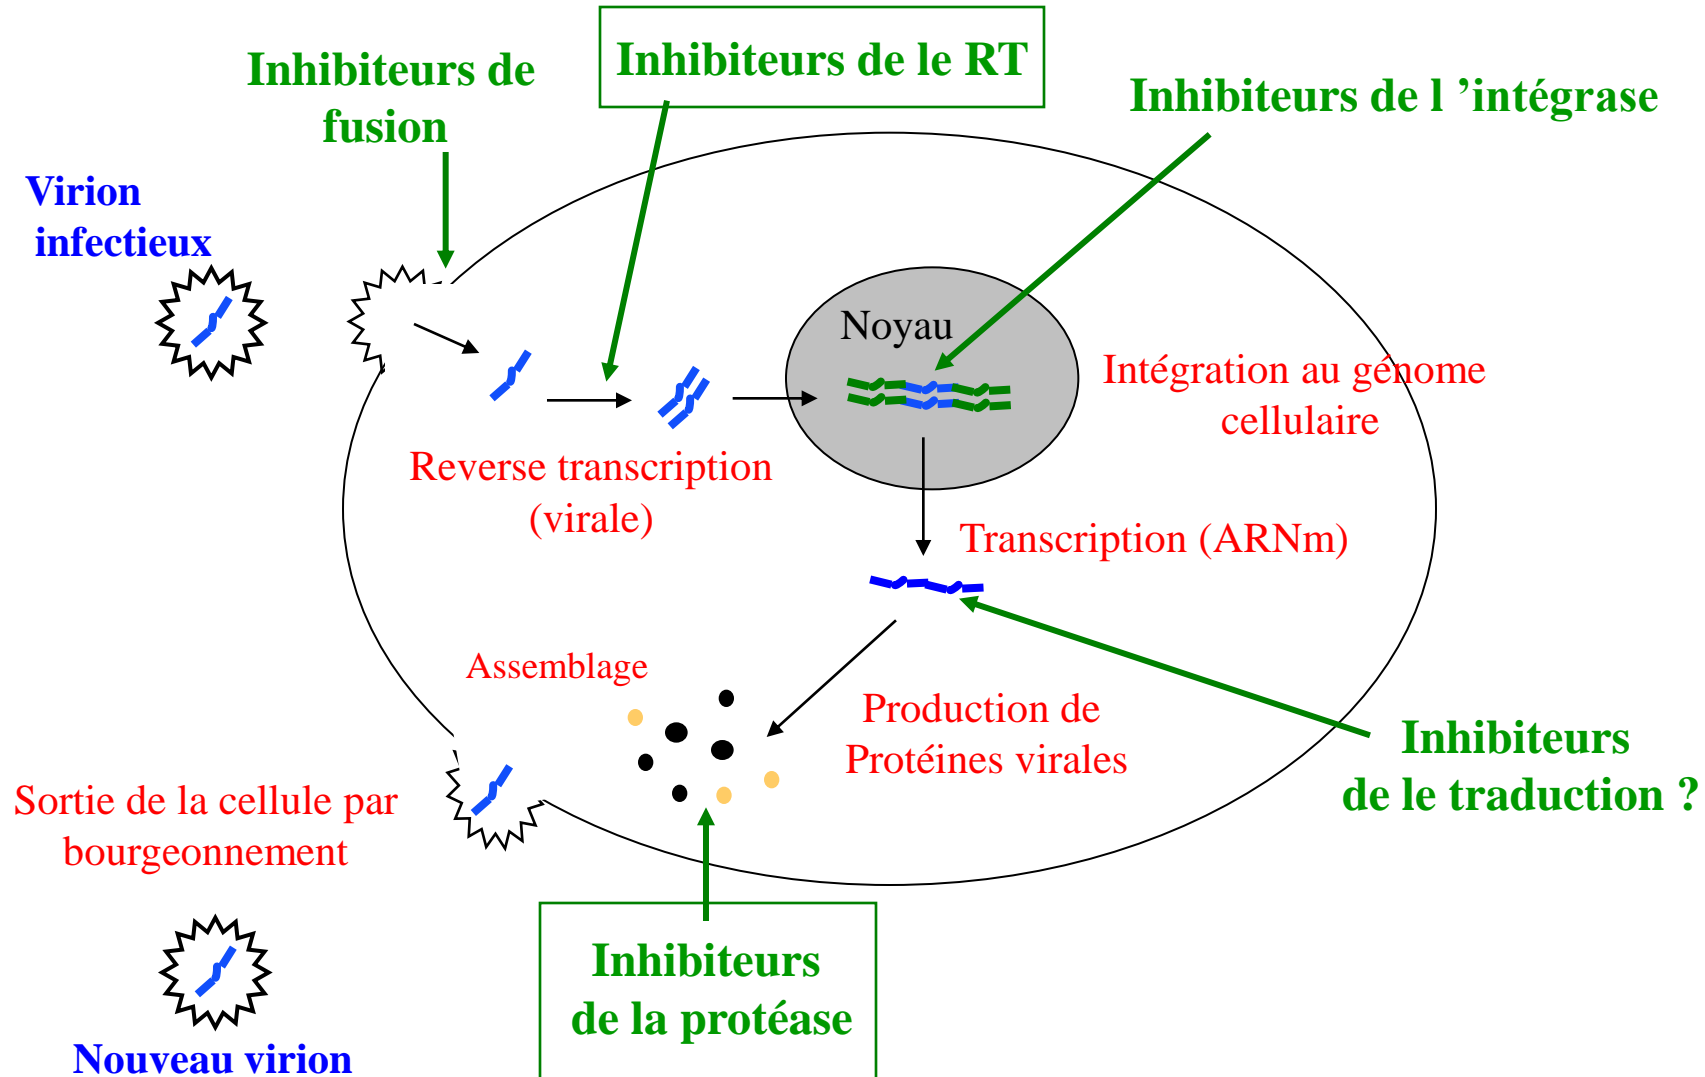 Inhibiteurs de
fusion
Inhibiteurs de le RT
Inhibiteurs de l ’intégrase
Virion
infectieux
Noyau
Intégration au génome
cellulaire
Reverse transcription
(virale)
Transcription (ARNm)
Assemblage
Production de
Protéines virales
Inhibiteurs
de le traduction ?
Sortie de la cellule par
bourgeonnement
Inhibiteurs
de la protéase
Nouveau virion